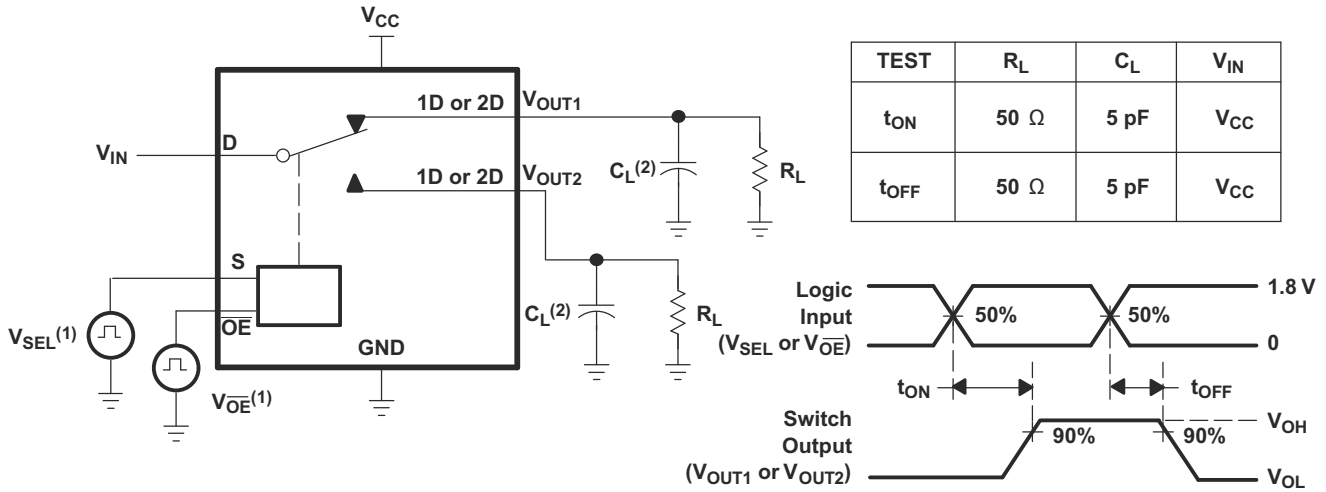 VCC
1D or 2D VOUT1
VIN D
CL(2) RL
1D or 2D VOUT2
S
CL(2) RL
OE
VSEL(1)
GND
VOE(1)
TEST RL CL VIN
tON 50 Ω 5 pF VCC
tOFF 50 Ω 5 pF VCC
Logic Input (VSEL or VOE)
50% 50%
1.8 V
0
tON tOFF
Switch Output (VOUT1 or VOUT2)
90% 90%
VOH
VOL